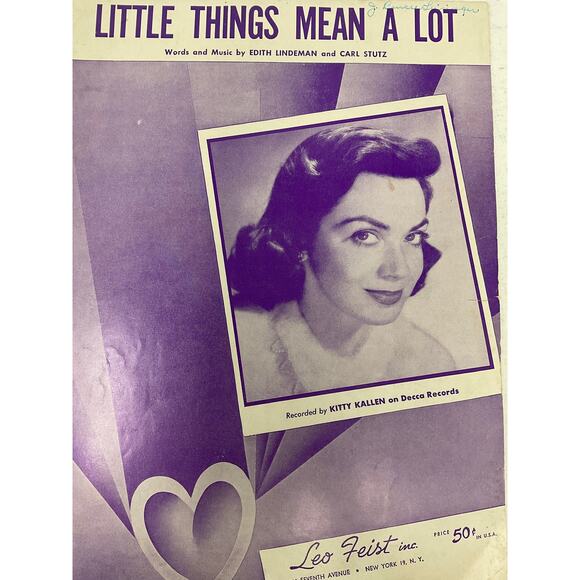 LITTLE THINGS MEAN A LOT
Words and Music by EDITH LINDEMAN and CARL STUTZ
Recorded by KITTY KALLEN on Decca Records
Leo Feist inc.
PRICE 50¢ IN U.S.A.
SEVENTH AVENUE • NEW YORK 19, N. Y.